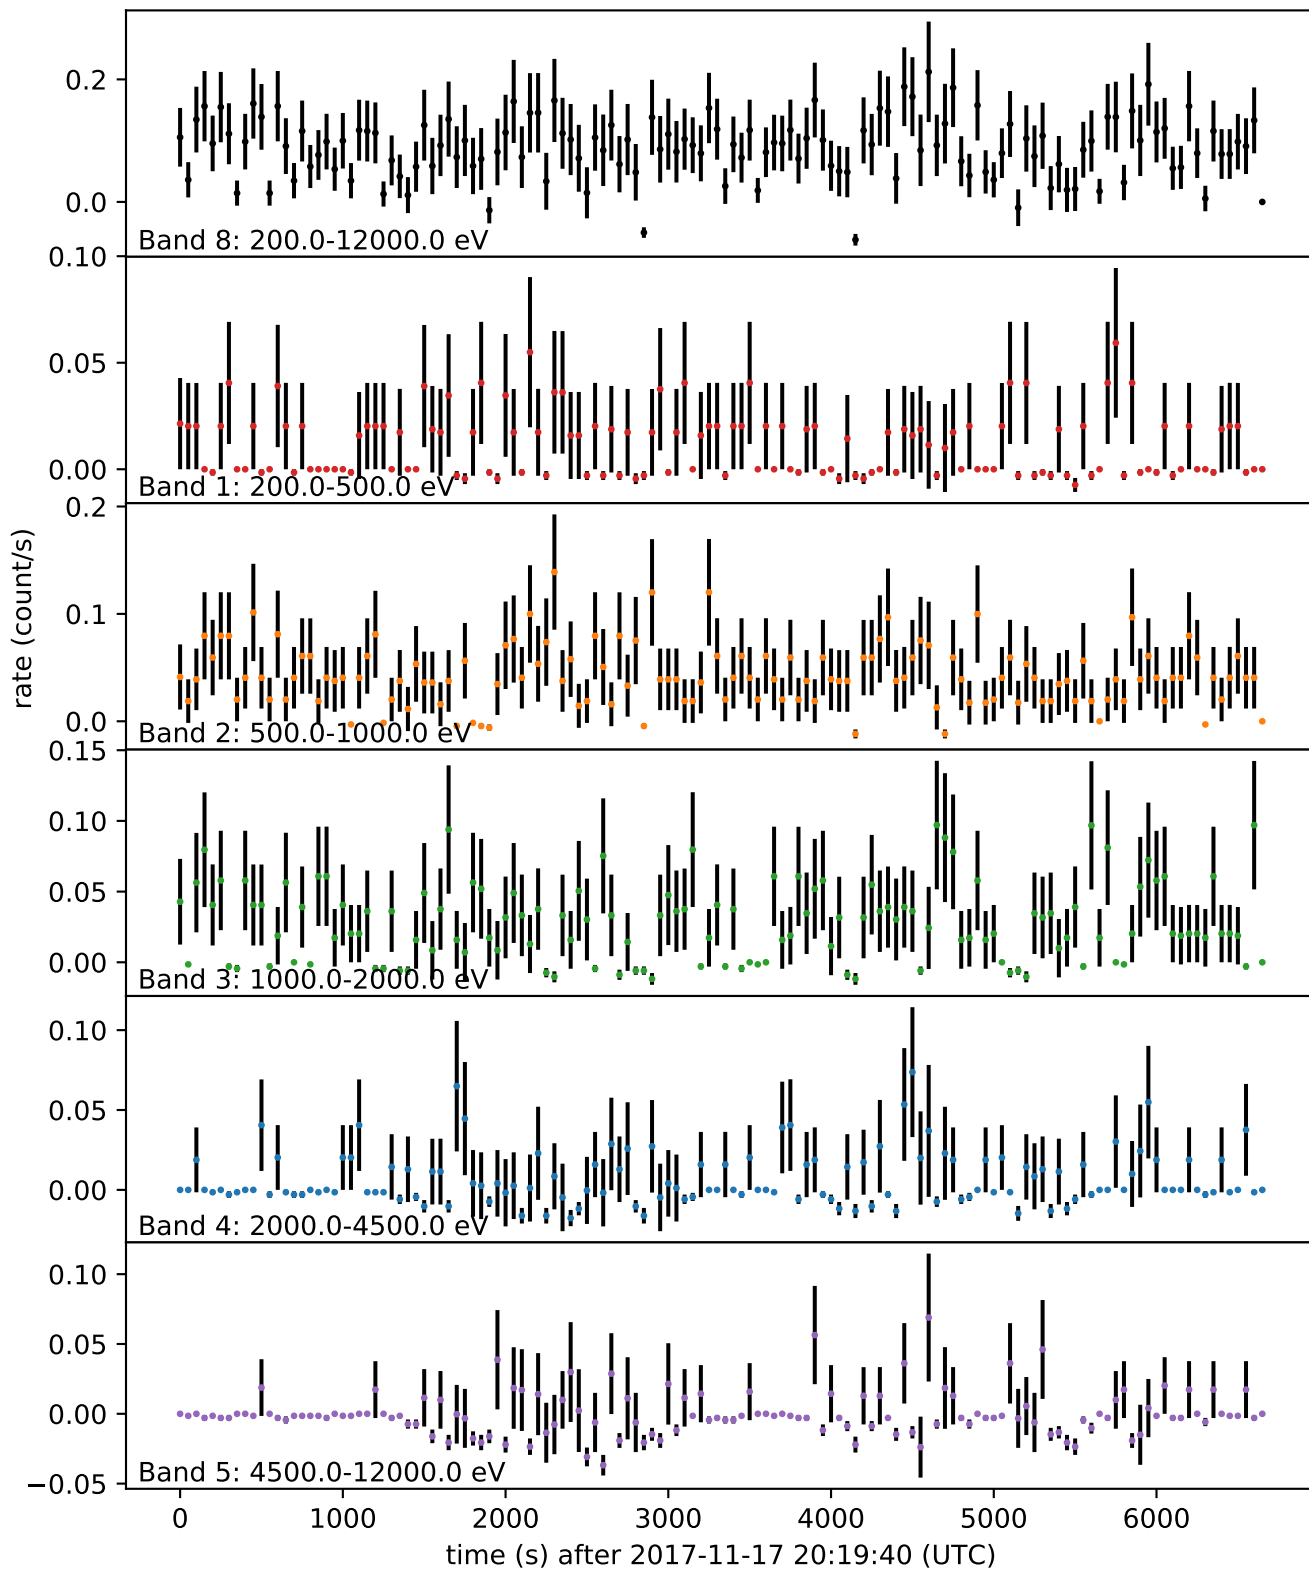 0.2
0.0
Band 8: 200.0-12000.0 eV
0.10
0.05
0.00
Band 1: 200.0-500.0 eV
0.2
0.1
0.0
Band 2: 500.0-1000.0 eV
rate (count/s)
0.15
0.10
0.05
0.00
Band 3: 1000.0-2000.0 eV
0.10
0.05
0.00
Band 4: 2000.0-4500.0 eV
0.10
0.05
0.00
−0.05
Band 5: 4500.0-12000.0 eV
0 1000 2000 3000 4000 5000 6000
time (s) after 2017-11-17 20:19:40 (UTC)